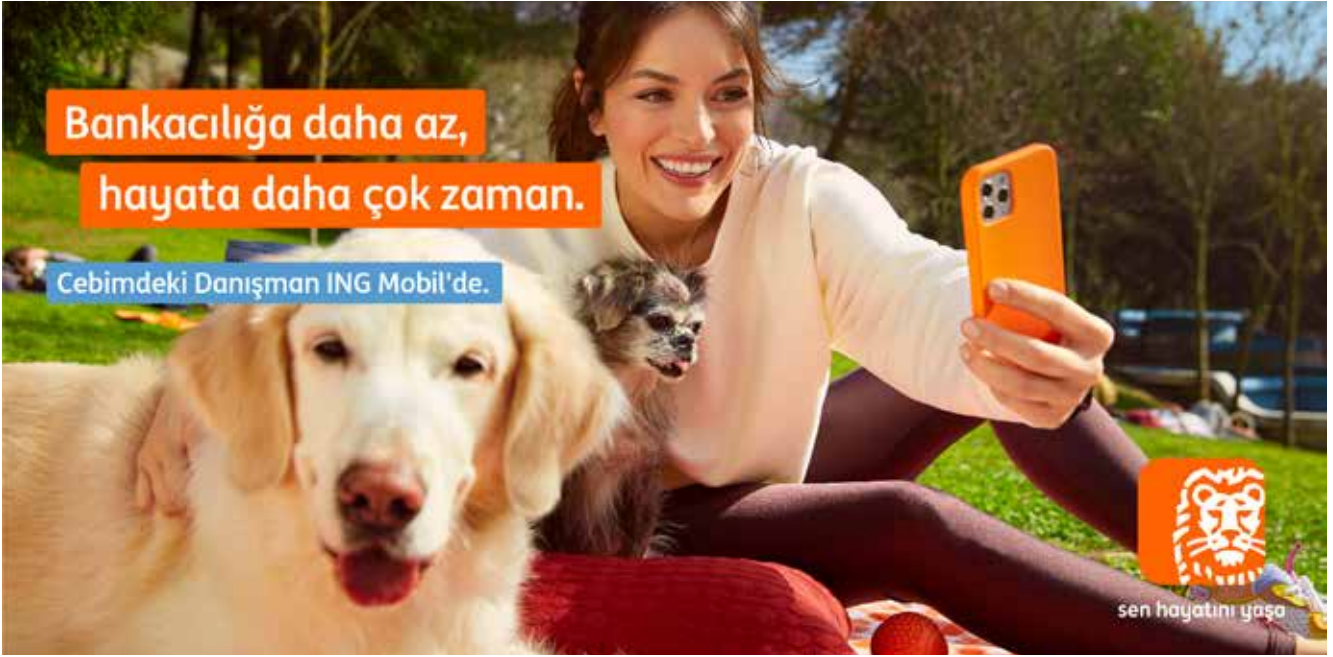 Bankacılığa daha az,
hayata daha çok zaman.
Cebimdeki Danışman ING Mobil'de.
sen hayatını yaşa